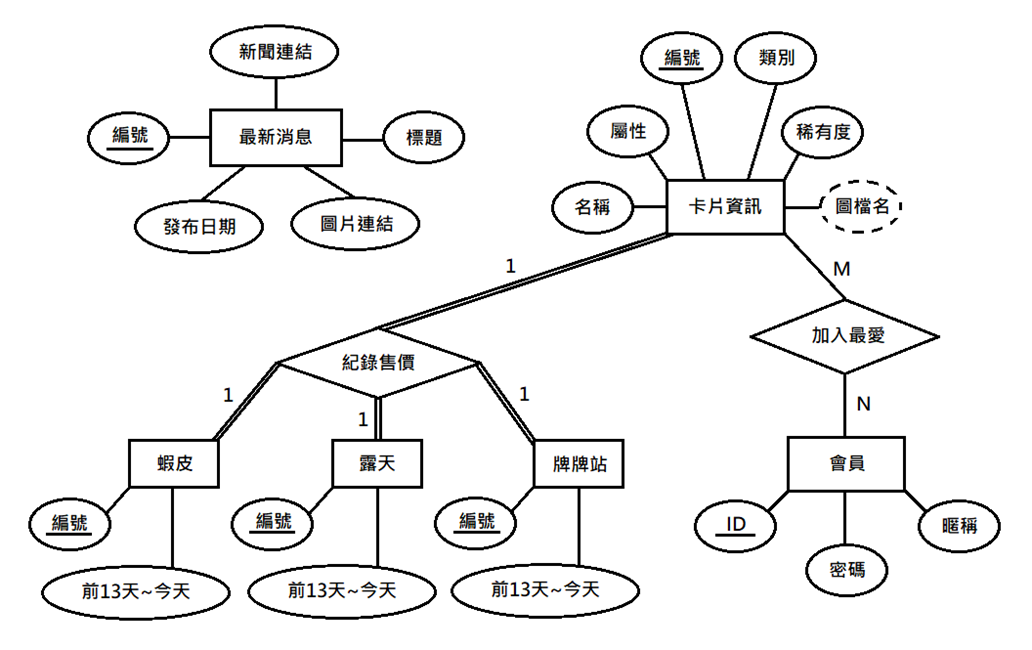 新聞連結
編號
最新消息
標題
發布日期
圖片連結
編號
類別
屬性
稀有度
名稱
卡片資訊
圖檔名
1
M
紀錄售價
加入最愛
1
1
1
N
蝦皮
露天
牌牌站
會員
編號
編號
編號
ID
暱稱
密碼
前13天~今天
前13天~今天
前13天~今天